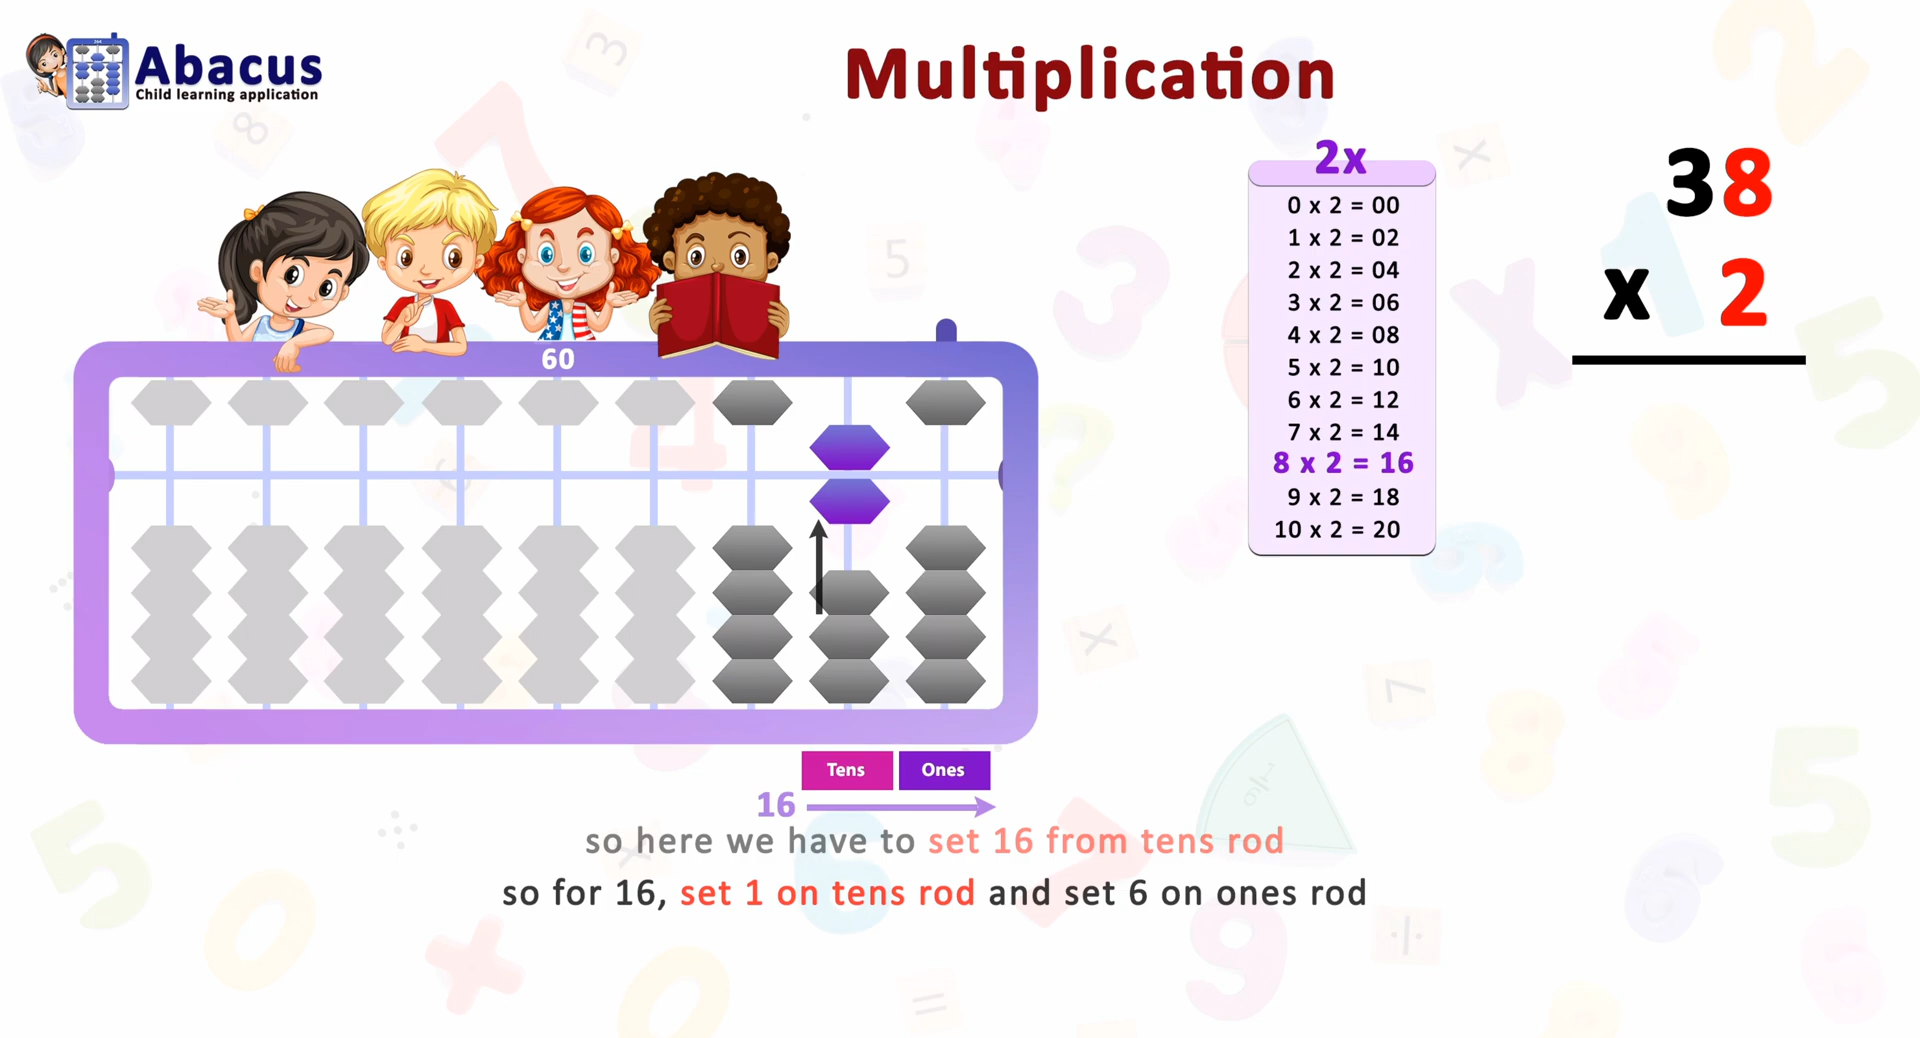 Abacus
Child learning application
Multiplication
60
2x
0 x 2 = 00
1 x 2 = 02
2 x 2 = 04
3 x 2 = 06
4 x 2 = 08
5 x 2 = 10
6 x 2 = 12
7 x 2 = 14
8 x 2 = 16
9 x 2 = 18
10 x 2 = 20
38
x 2
Tens Ones
16
so here we have to set 16 from tens rod
so for 16, set 1 on tens rod and set 6 on ones rod